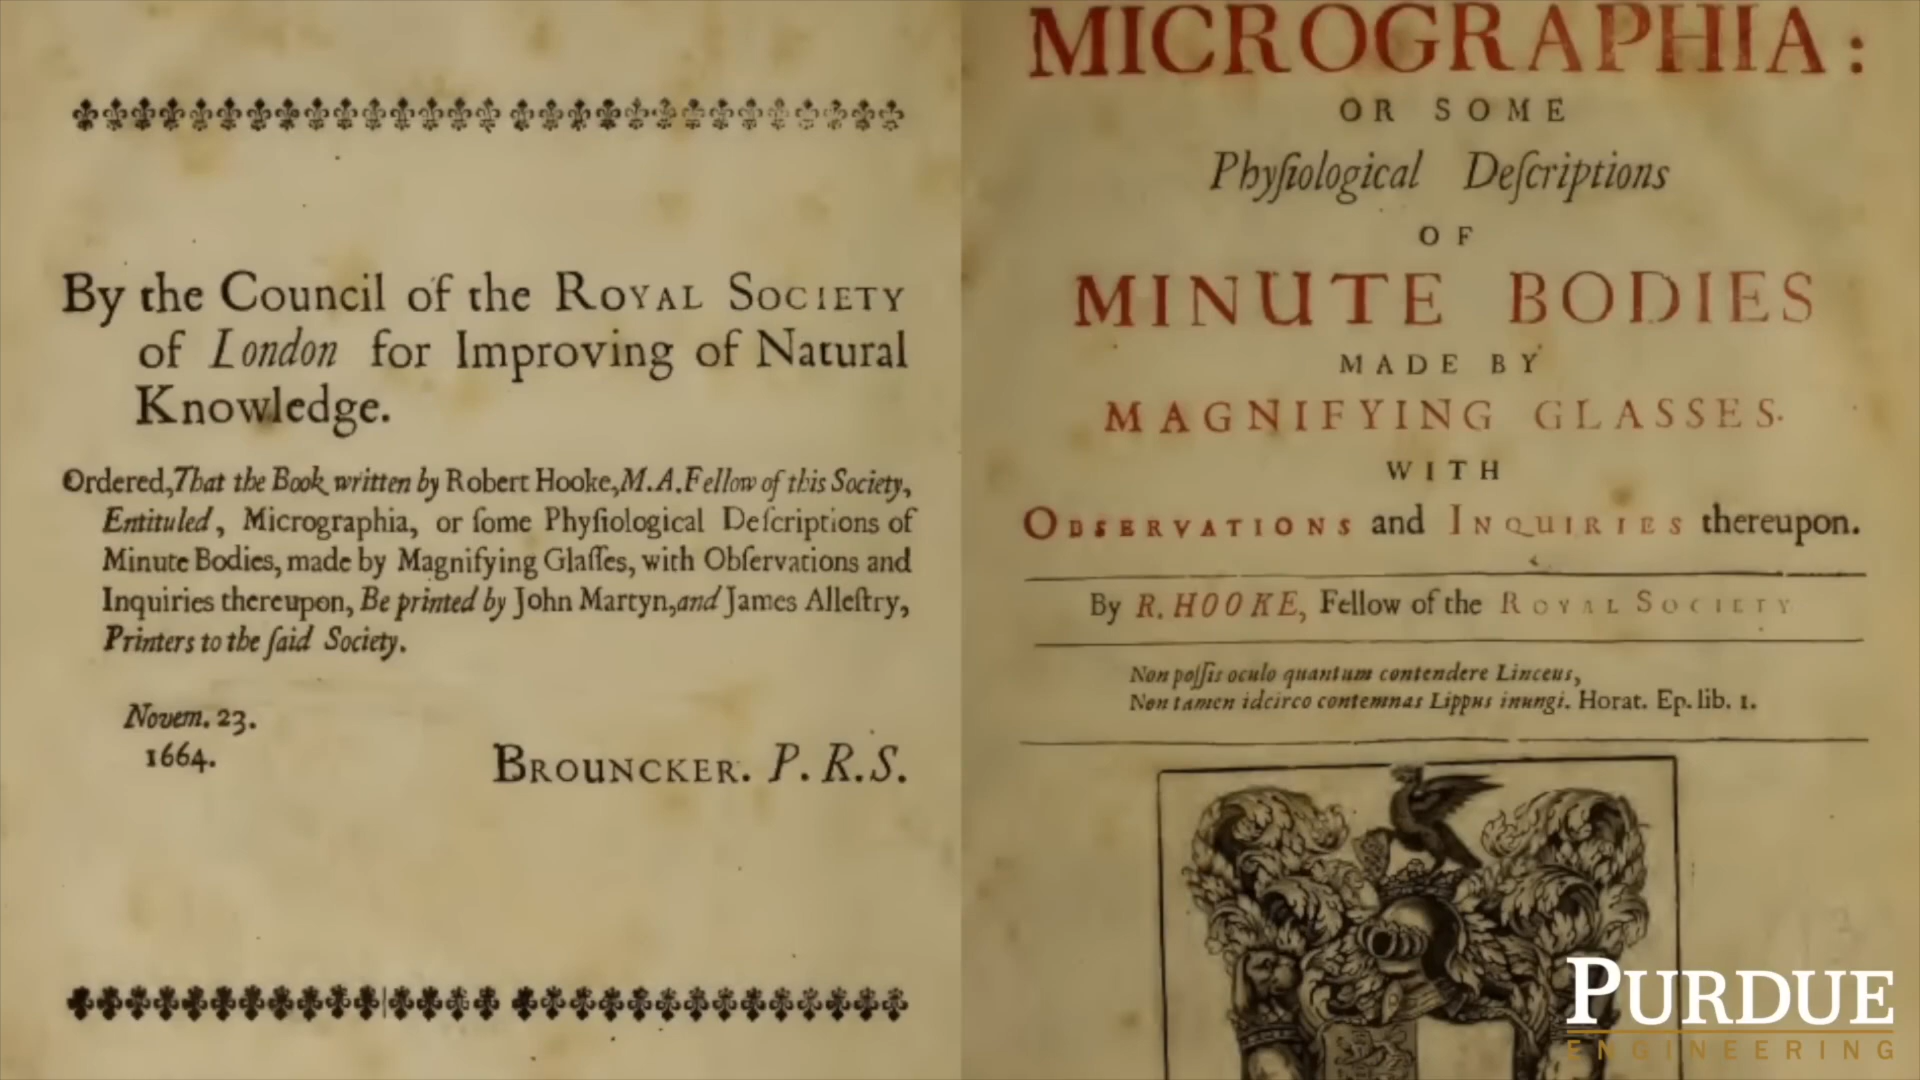 By the Council of the ROYAL SOCIETY
of London for Improving of Natural
Knowledge.
Ordered, That the Book written by Robert Hooke, M.A. Fellow of this Society,
Entituled, Micrographia, or ſome Phyſiological Deſcriptions of
Minute Bodies, made by Magnifying Glaſſes, with Obſervations and
Inquiries thereupon, Be printed by John Martyn, and James Alleſtry,
Printers to the ſaid Society.
Novem. 23.
1664.
BROUNCKER. P. R. S.
MICROGRAPHIA:
OR SOME
Phyſiological Deſcriptions
OF
MINUTE BODIES
MADE BY
MAGNIFYING GLASSES.
WITH
OBSERVATIONS and INQUIRIES thereupon.
By R. HOOKE, Fellow of the ROYAL SOCIETY
Non poſſis oculo quantum contendere Linceus,
Non tamen idcirco contemnas Lippus inungi. Horat. Ep. lib. 1.
PURDUE
ENGINEERING